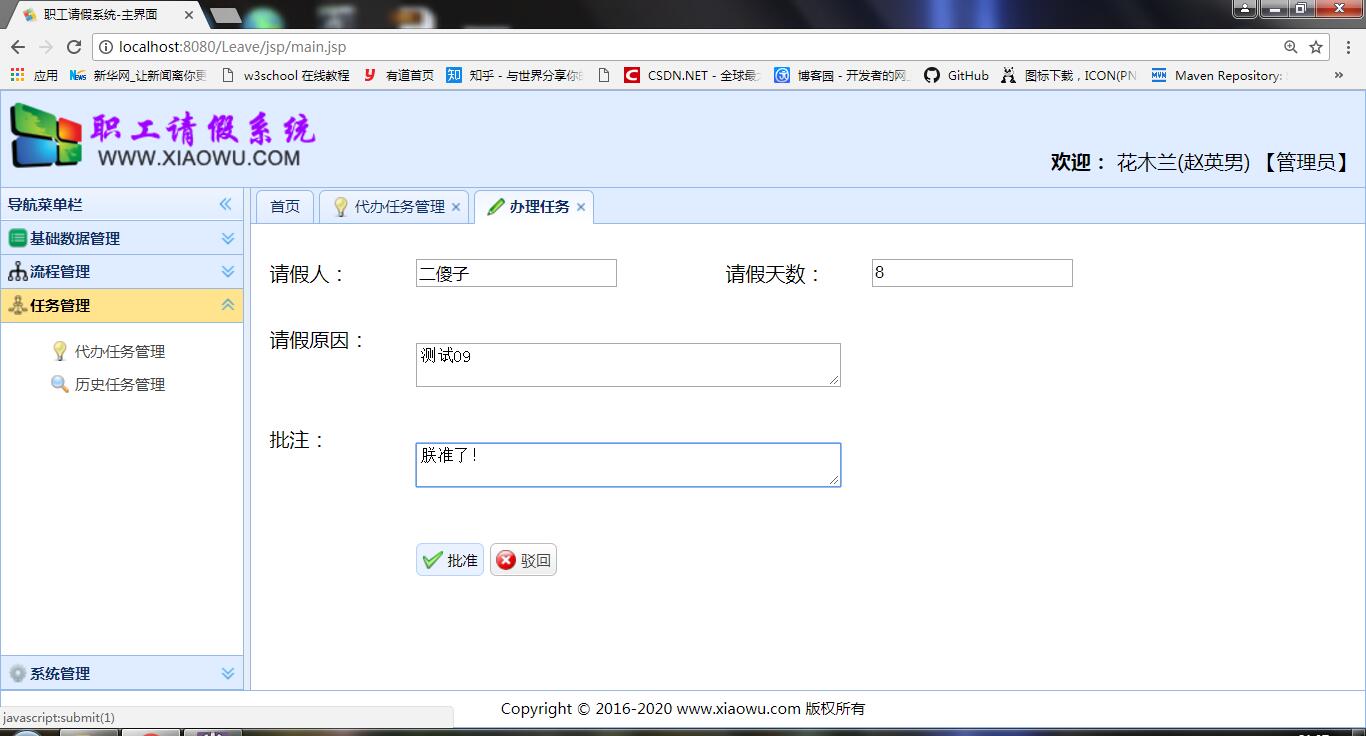 职工请假系统-主界面
localhost:8080/Leave/jsp/main.jsp
应用 新华网_让新闻离你更 w3school 在线教程 有道首页 知乎 - 与世界分享你 CSDN.NET - 全球最大 博客园 - 开发者的网 GitHub 图标下载，ICON(PN Maven Repository: »
职工请假系统
WWW.XIAOWU.COM
欢迎： 花木兰(赵英男) 【管理员】
导航菜单栏
首页 代办任务管理 办理任务
基础数据管理
流程管理
任务管理
代办任务管理
历史任务管理
系统管理
请假人： 二傻子 请假天数： 8
请假原因： 测试09
批注： 朕准了！
批准 驳回
Copyright © 2016-2020 www.xiaowu.com 版权所有
javascript:submit(1)